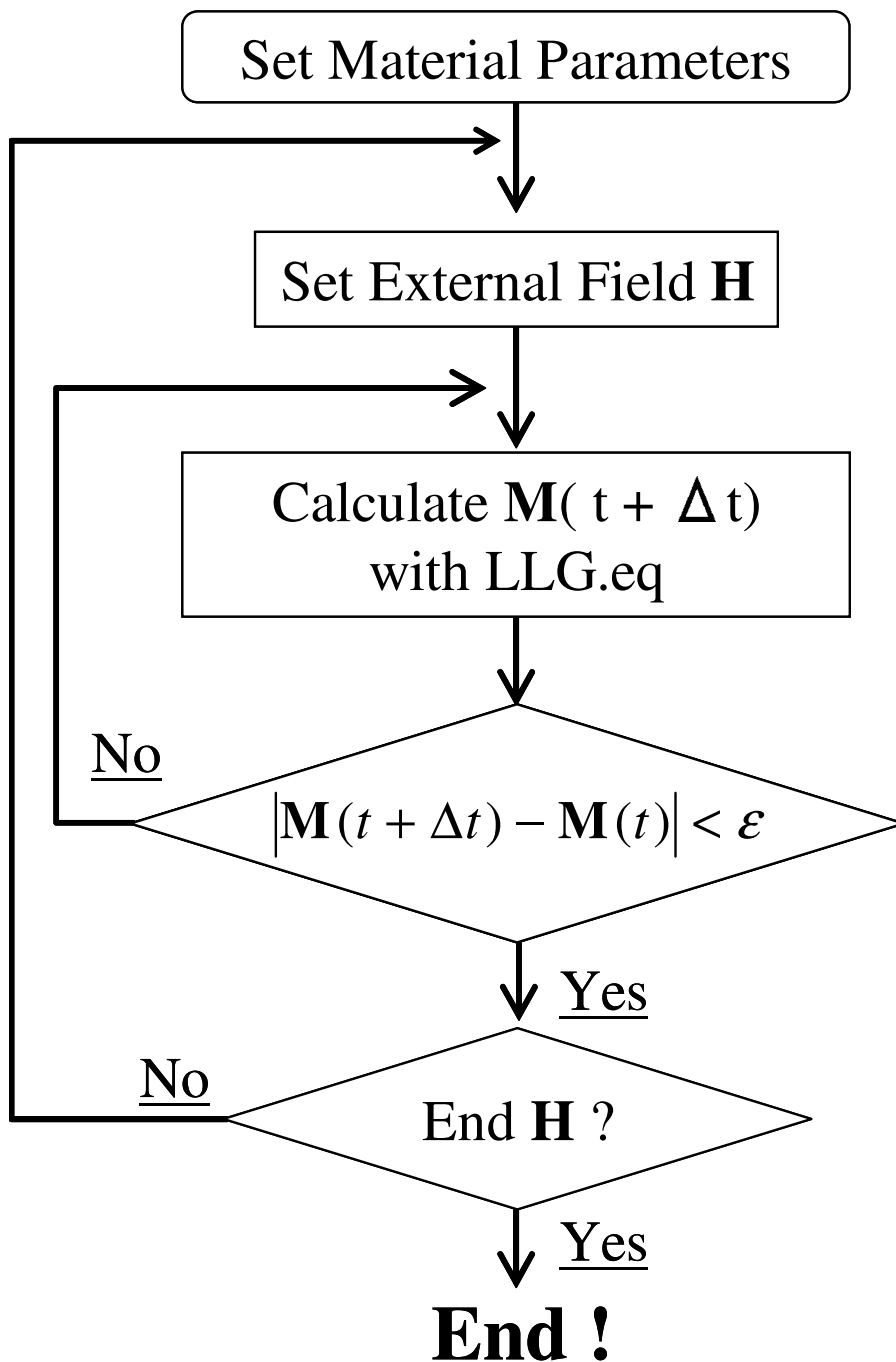 Set Material Parameters
Set External Field H
Calculate M( t + Δ t)
with LLG.eq
No
|M(t + Δt) − M(t)| < ε
Yes
No
End H ?
Yes
End !